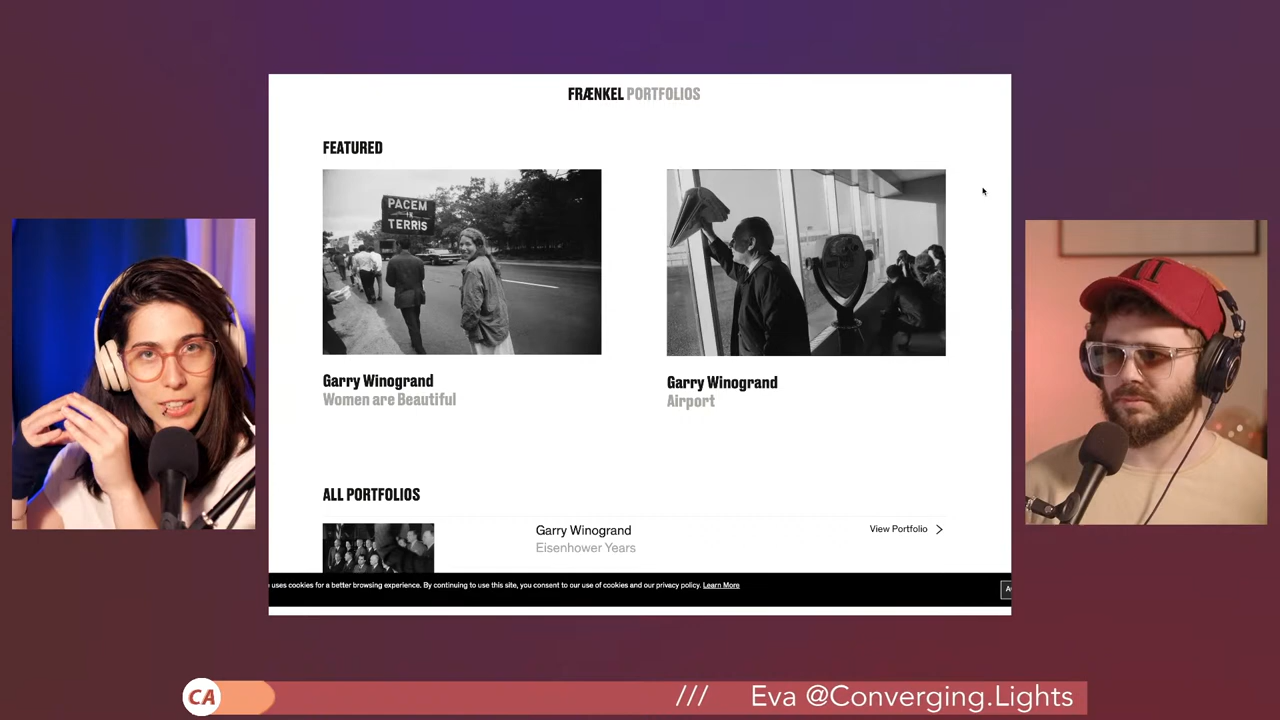 FRÆNKEL PORTFOLIOS
FEATURED
PACEM
IN
TERRIS
Garry Winogrand
Women are Beautiful
Garry Winogrand
Airport
ALL PORTFOLIOS
Garry Winogrand
Eisenhower Years
View Portfolio
uses cookies for a better browsing experience. By continuing to use this site, you consent to our use of cookies and our privacy policy. Learn More
CA
/// Eva @Converging.Lights